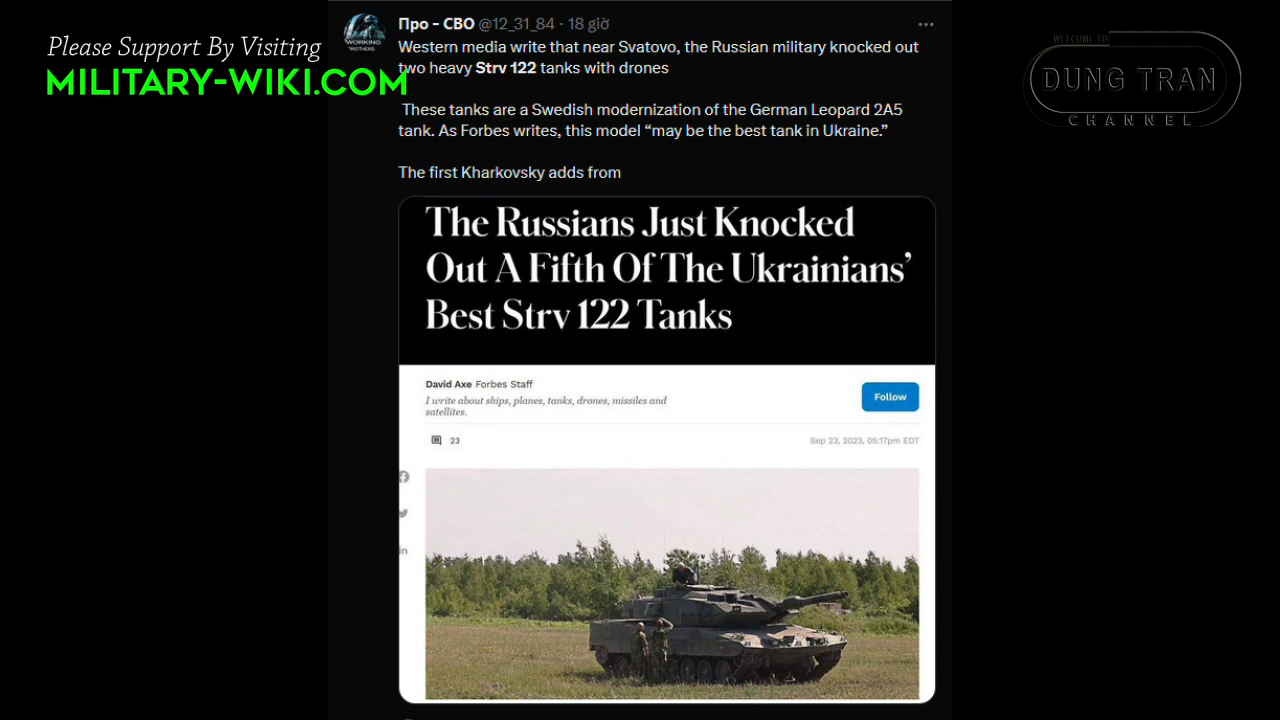 Please Support By Visiting
MILITARY-WIKI.COM
WELCOME TO
DUNG TRAN
CHANNEL
WORKING
Про - СВО @12_31_84 · 18 giờ
Western media write that near Svatovo, the Russian military knocked out
two heavy Strv 122 tanks with drones
These tanks are a Swedish modernization of the German Leopard 2A5
tank. As Forbes writes, this model “may be the best tank in Ukraine.”
The first Kharkovsky adds from
The Russians Just Knocked
Out A Fifth Of The Ukrainians’
Best Strv 122 Tanks
David Axe Forbes Staff
I write about ships, planes, tanks, drones, missiles and
satellites.
Follow
23
Sep 23, 2023, 05:17pm EDT
in